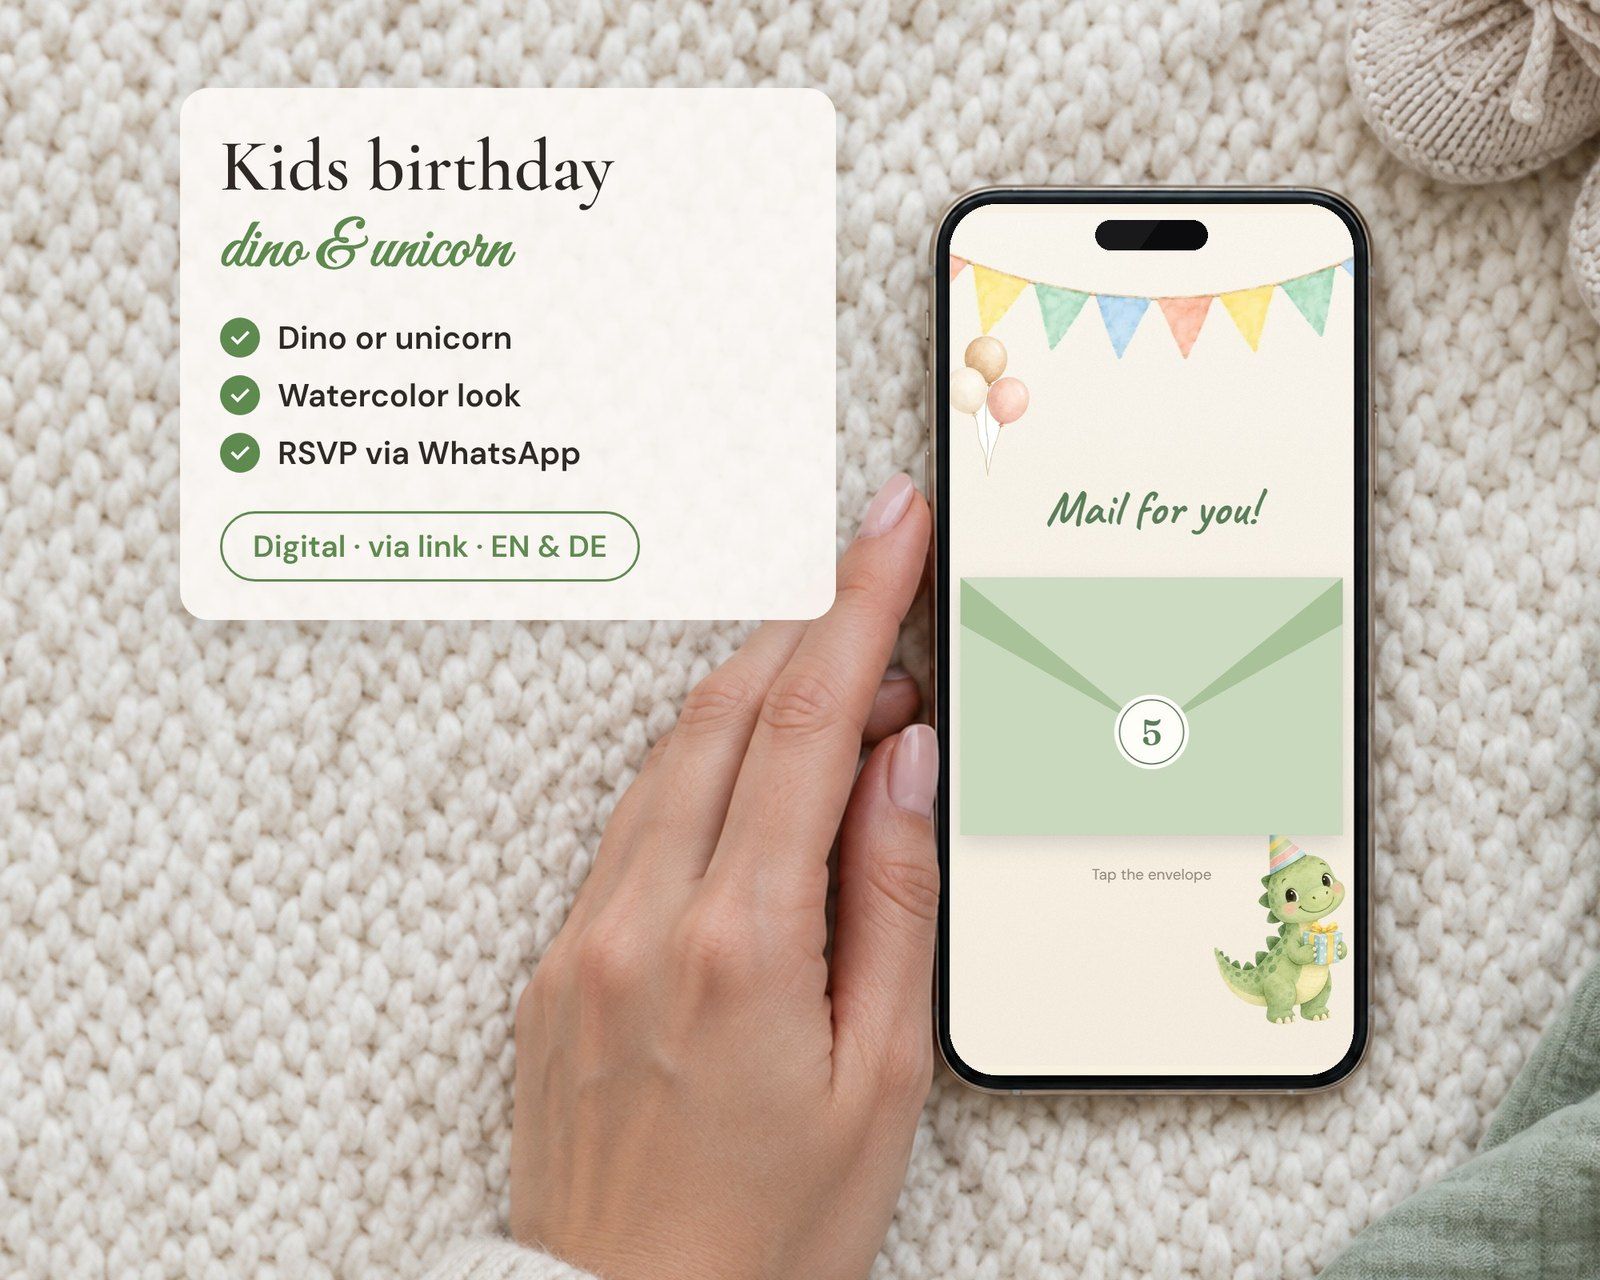 Kids birthday
dino & unicorn
Dino or unicorn
Watercolor look
RSVP via WhatsApp
Digital · via link · EN & DE
Mail for you!
5
Tap the envelope